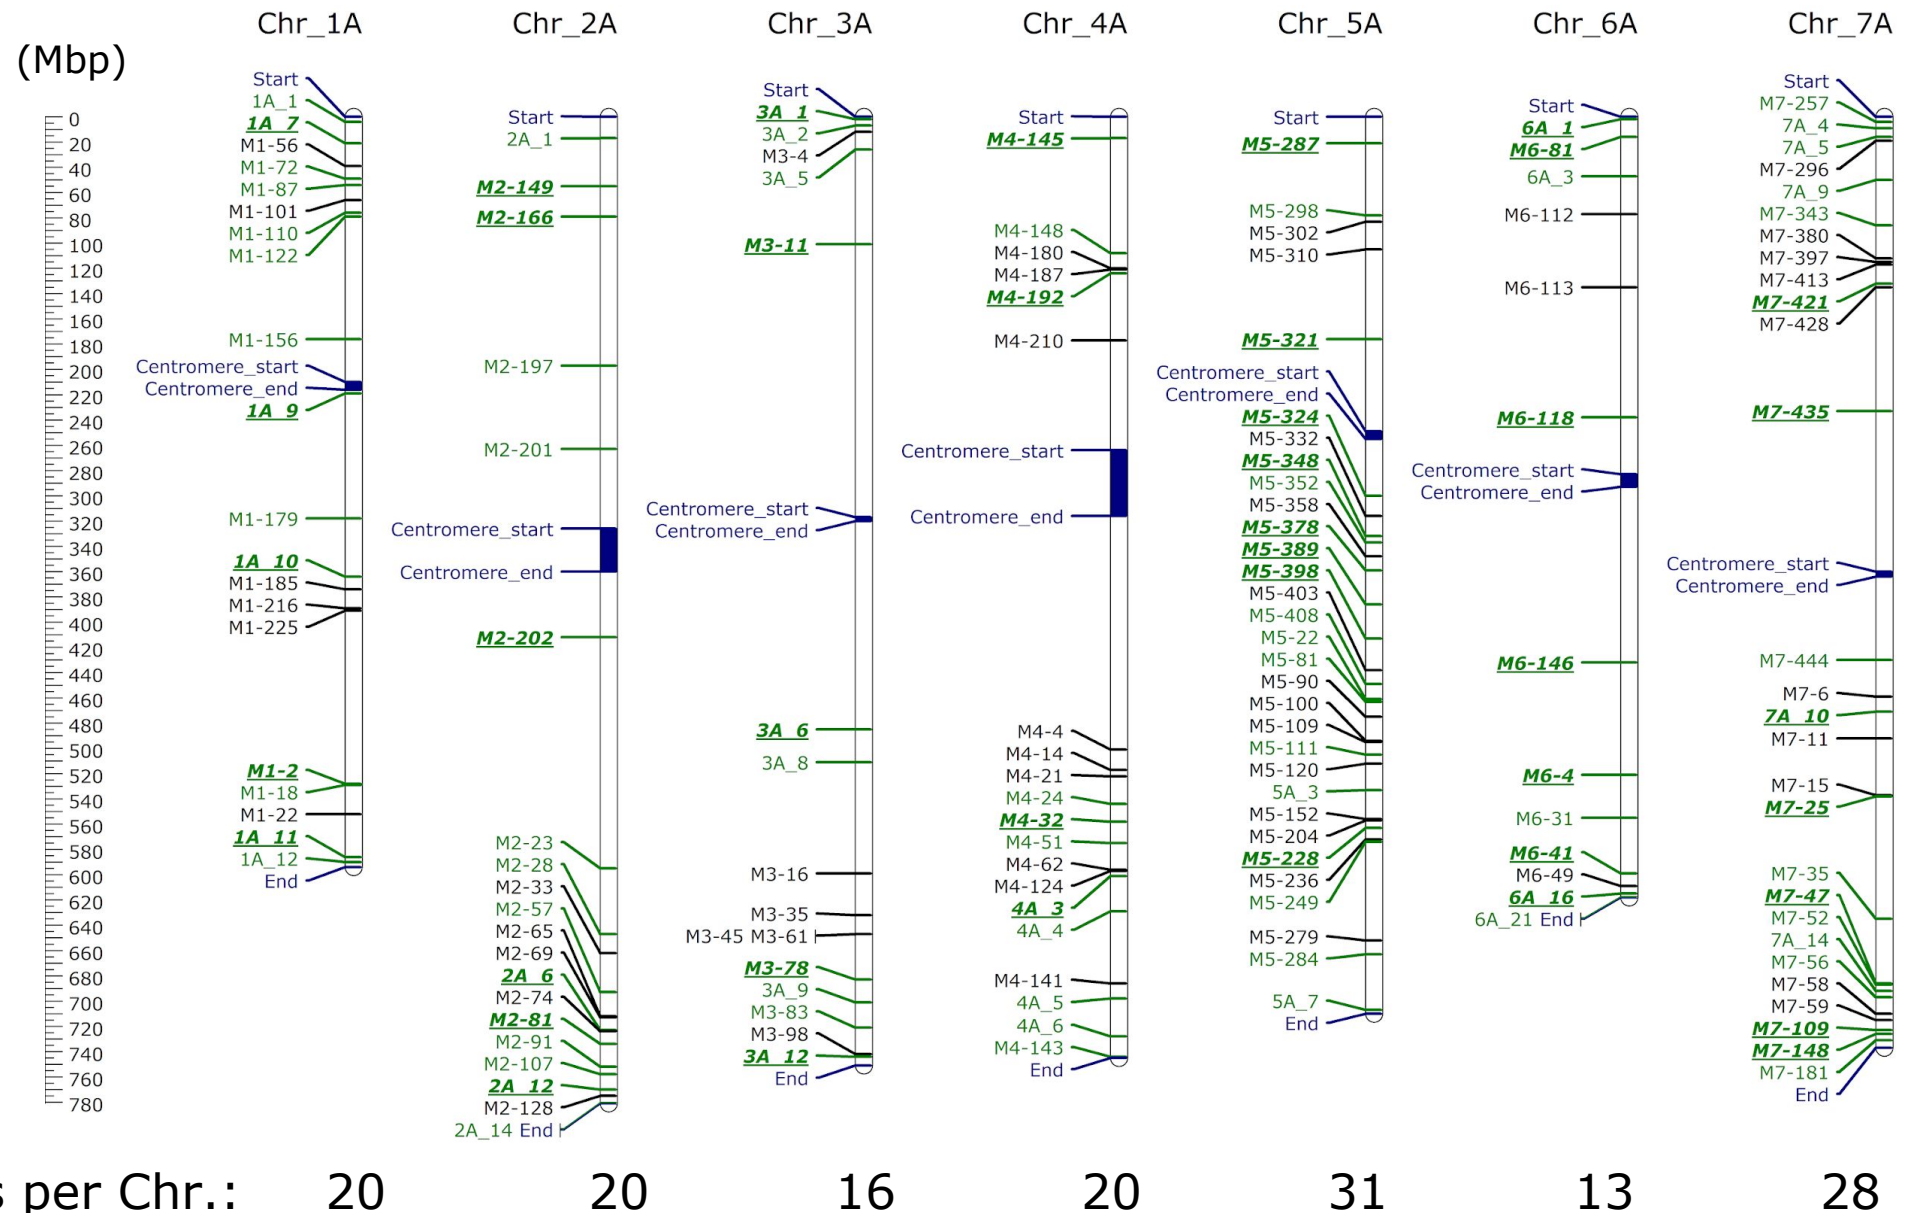 Chr_1A Chr_2A Chr_3A Chr_4A Chr_5A Chr_6A Chr_7A
(Mbp)
0
20
40
60
80
100
120
140
160
180
200
220
240
260
280
300
320
340
360
380
400
420
440
460
480
500
520
540
560
580
600
620
640
660
680
700
720
740
760
780
Start
1A_1
1A_7
M1-56
M1-72
M1-87
M1-101
M1-110
M1-122
M1-156
Centromere_start
Centromere_end
1A_9
M1-179
1A_10
M1-185
M1-216
M1-225
M1-2
M1-18
M1-22
1A_11
1A_12
End
Start
2A_1
M2-149
M2-166
M2-197
M2-201
Centromere_start
Centromere_end
M2-202
M2-23
M2-28
M2-33
M2-57
M2-65
M2-69
2A_6
M2-74
M2-81
M2-91
M2-107
2A_12
M2-128
2A_14 End
Start
3A_1
3A_2
M3-4
3A_5
M3-11
Centromere_start
Centromere_end
3A_6
3A_8
M3-16
M3-35
M3-45 M3-61
M3-78
3A_9
M3-83
M3-98
3A_12
End
Start
M4-145
M4-148
M4-180
M4-187
M4-192
M4-210
Centromere_start
Centromere_end
M4-4
M4-14
M4-21
M4-24
M4-32
M4-51
M4-62
M4-124
4A_3
4A_4
M4-141
4A_5
4A_6
M4-143
End
Start
M5-287
M5-298
M5-302
M5-310
M5-321
Centromere_start
Centromere_end
M5-324
M5-332
M5-348
M5-352
M5-358
M5-378
M5-389
M5-398
M5-403
M5-408
M5-22
M5-81
M5-90
M5-100
M5-109
M5-111
M5-120
5A_3
M5-152
M5-204
M5-228
M5-236
M5-249
M5-279
M5-284
5A_7
End
Start
6A_1
M6-81
6A_3
M6-112
M6-113
M6-118
Centromere_start
Centromere_end
M6-146
M6-4
M6-31
M6-41
M6-49
6A_16
6A_21 End
Start
M7-257
7A_4
7A_5
M7-296
7A_9
M7-343
M7-380
M7-397
M7-413
M7-421
M7-428
M7-435
Centromere_start
Centromere_end
M7-444
M7-6
7A_10
M7-11
M7-15
M7-25
M7-35
M7-47
M7-52
7A_14
M7-56
M7-58
M7-59
M7-109
M7-148
M7-181
End
s per Chr.: 20 20 16 20 31 13 28